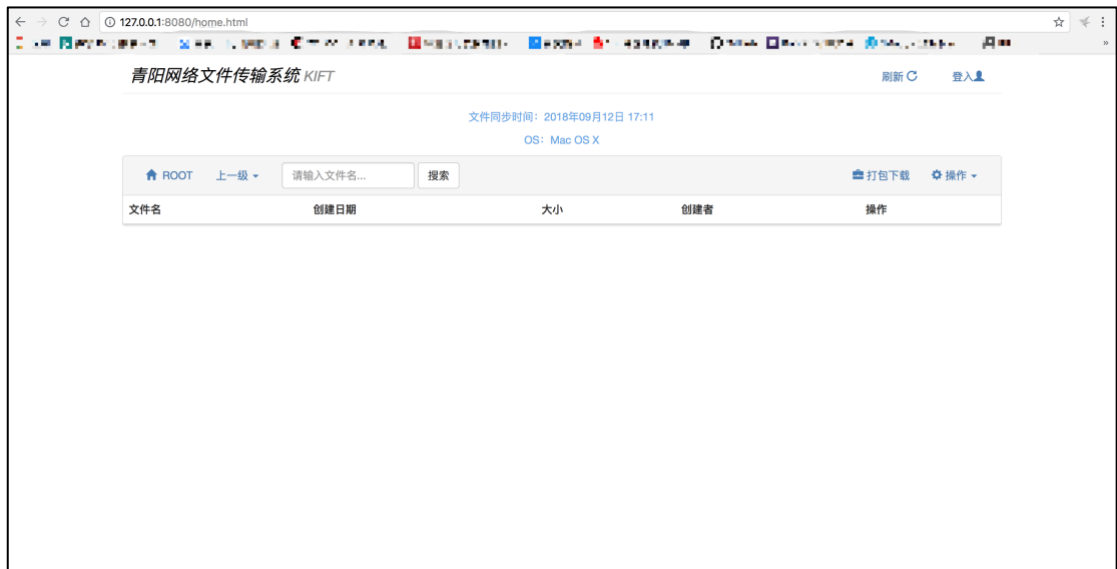 127.0.0.1:8080/home.html
青阳网络文件传输系统 KIFT 刷新 登入
文件同步时间：2018年09月12日 17:11
OS：Mac OS X
ROOT 上一级 请输入文件名... 搜索 打包下载 操作
文件名 创建日期 大小 创建者 操作